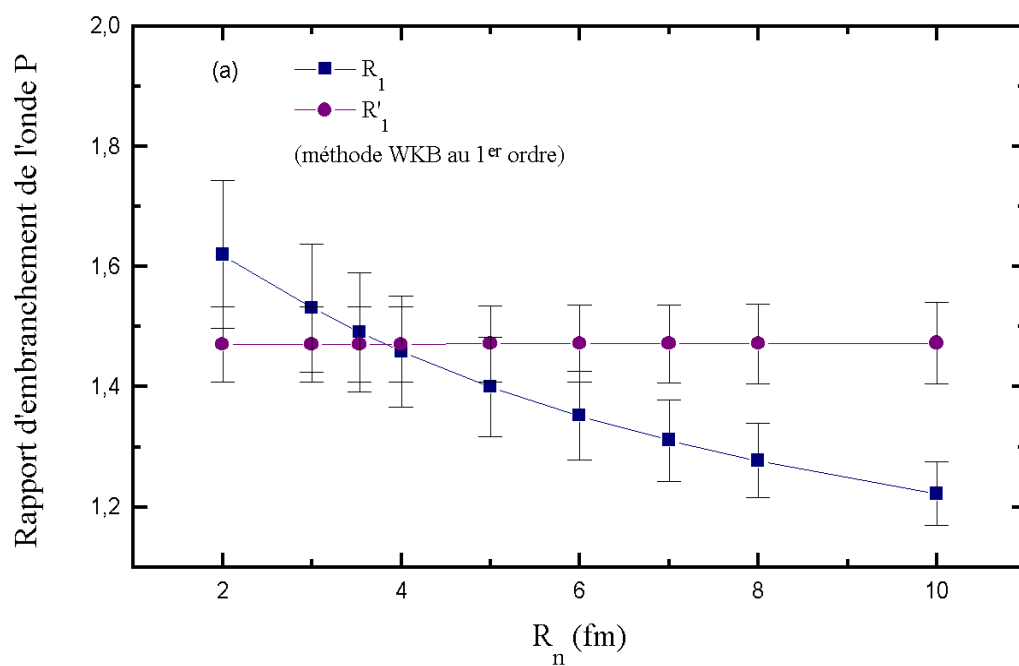 Rapport d'embranchement de l'onde P
2,0
1,8
1,6
1,4
1,2
(a)
R1
R'1
(méthode WKB au 1er ordre)
2
4
6
8
10
Rn (fm)